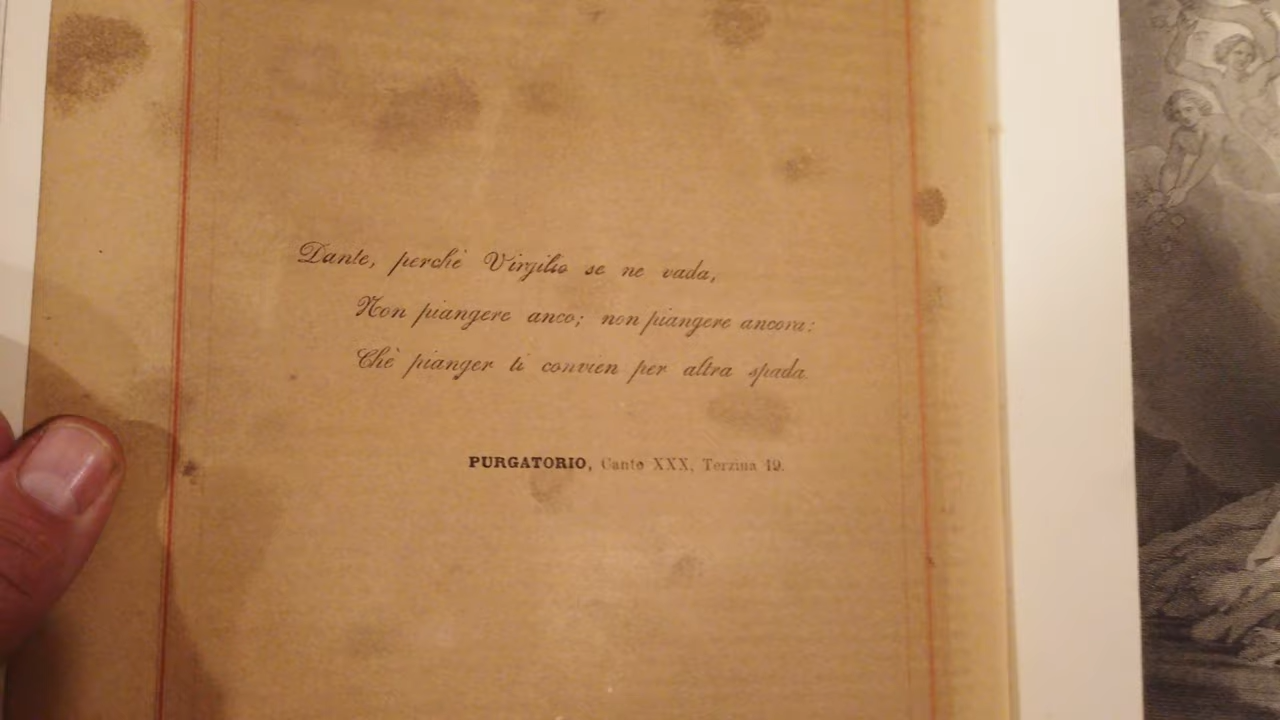 Dante, perchè Virgilio se ne vada,
Non piangere anco; non piangere ancora:
Chè pianger ti convien per altra spada.
PURGATORIO, Canto XXX, Terzina 19.